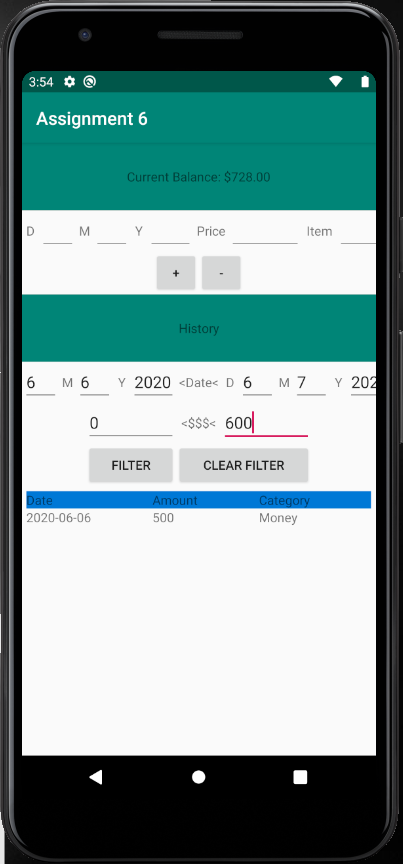 3:54
Assignment 6
Current Balance: $728.00
D M Y Price Item
+ -
History
6 M 6 Y 2020 <Date< D 6 M 7 Y 202
0 <$$$< 600
FILTER CLEAR FILTER
Date Amount Category
2020-06-06 500 Money